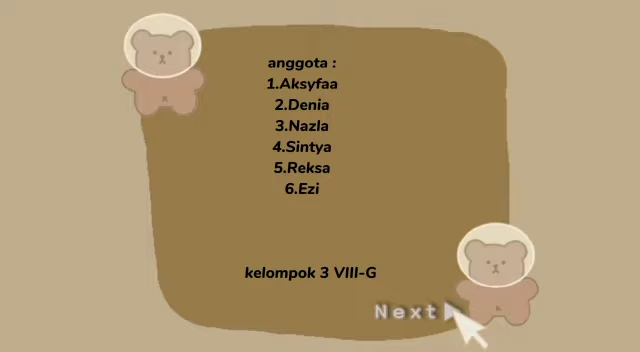 anggota :
1.Aksyfaa
2.Denia
3.Nazla
4.Sintya
5.Reksa
6.Ezi
kelompok 3 VIII-G
Next